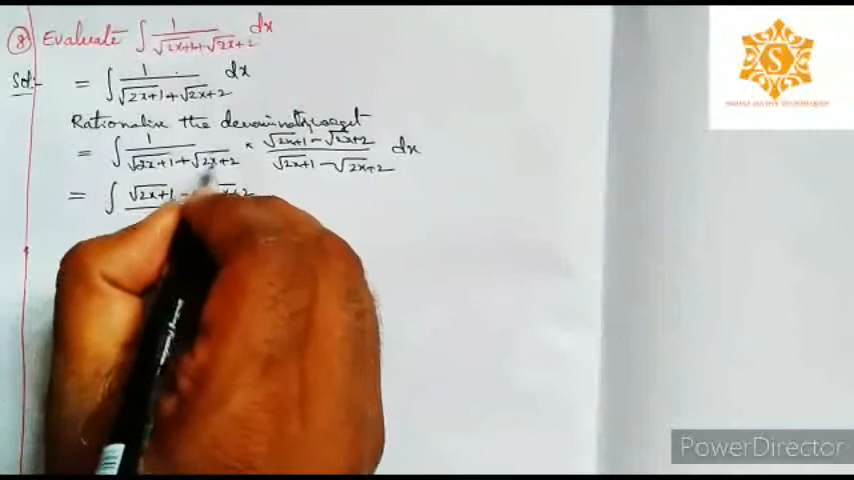 8 Evaluate ∫ 1/(√2x+1+√2x+2) dx
Sol:- = ∫ 1/(√2x+1+√2x+2) dx
Rationalise the denominator we get
= ∫ 1/(√2x+1+√2x+2) × (√2x+1-√2x+2)/(√2x+1-√2x+2) dx
= ∫ √2x+1 - x+2
S
PowerDirector